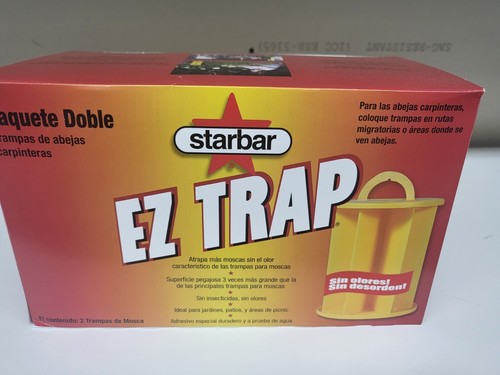 aquete Doble
rampas de abejas
carpinteras
starbar
EZ TRAP
®
Para las abejas carpinteras,
coloque trampas en rutas
migratorias o áreas donde se
ven abejas.
Atrapa más moscas sin el olor
característico de las trampas para moscas
Superficie pegajosa 3 veces más grande que la
de las principales trampas para moscas
Sin insecticidas, sin olores
Ideal para jardines, patios, y áreas de picnic
Adhesivo especial duradero y a prueba de agua
Sin olores!
Sin desorden!
El contenido: 2 Trampas de Mosca